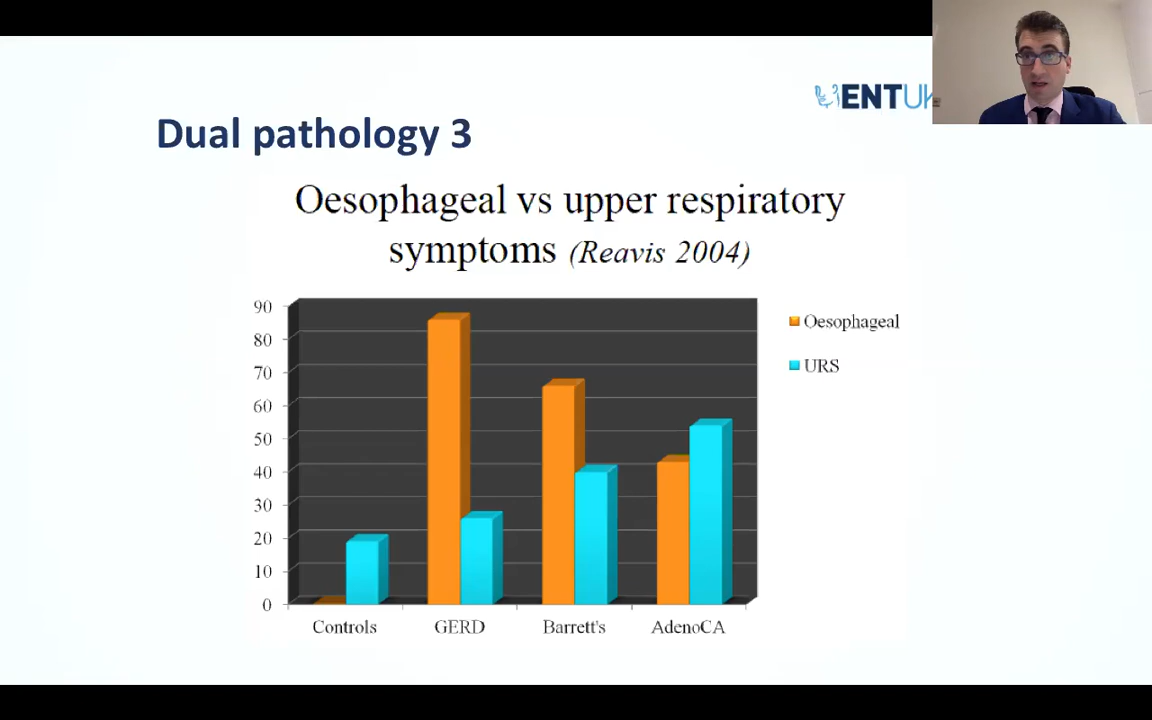 ENTUK
Dual pathology 3
Oesophageal vs upper respiratory
symptoms (Reavis 2004)
90
80
70
60
50
40
30
20
10
0
Oesophageal
URS
Controls
GERD
Barrett's
AdenoCA